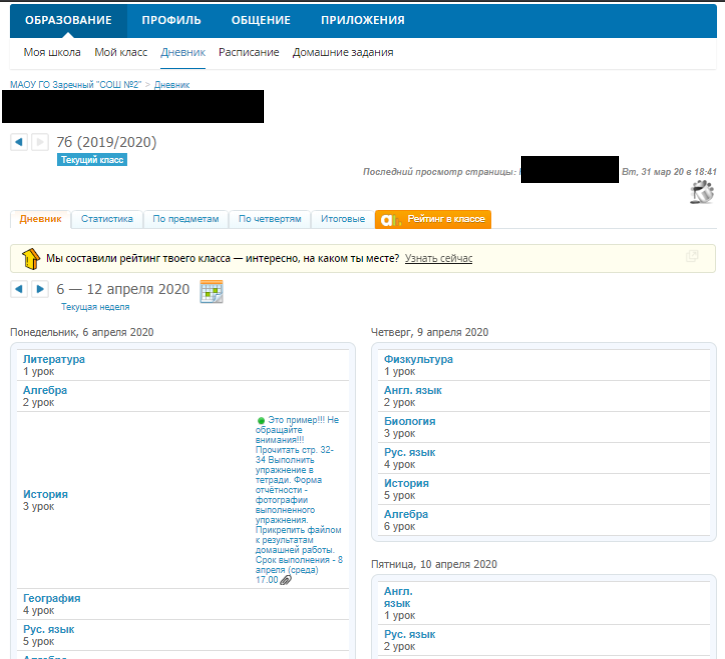 ОБРАЗОВАНИЕ ПРОФИЛЬ ОБЩЕНИЕ ПРИЛОЖЕНИЯ
Моя школа Мой класс Дневник Расписание Домашние задания
МАОУ ГО Заречный "СОШ №2" > Дневник
7б (2019/2020)
Текущий класс
Последний просмотр страницы: Вт, 31 мар 20 в 18:41
Дневник Статистика По предметам По четвертям Итоговые Рейтинг в классе
Мы составили рейтинг твоего класса — интересно, на каком ты месте? Узнать сейчас
6 — 12 апреля 2020
Текущая неделя
Понедельник, 6 апреля 2020
Литература
1 урок
Алгебра
2 урок
История
3 урок
Это пример!!! Не
обращайте
внимания!!!
Прочитать стр. 32-
34 Выполнить
упражнение в
тетради. Форма
отчётности -
фотографии
выполненного
упражнения.
Прикрепить файлом
к результатам
домашней работы.
Срок выполнения - 8
апреля (среда)
17.00
География
4 урок
Рус. язык
5 урок
Алгебра
Четверг, 9 апреля 2020
Физкультура
1 урок
Англ. язык
2 урок
Биология
3 урок
Рус. язык
4 урок
История
5 урок
Алгебра
6 урок
Пятница, 10 апреля 2020
Англ.
язык
1 урок
Рус. язык
2 урок